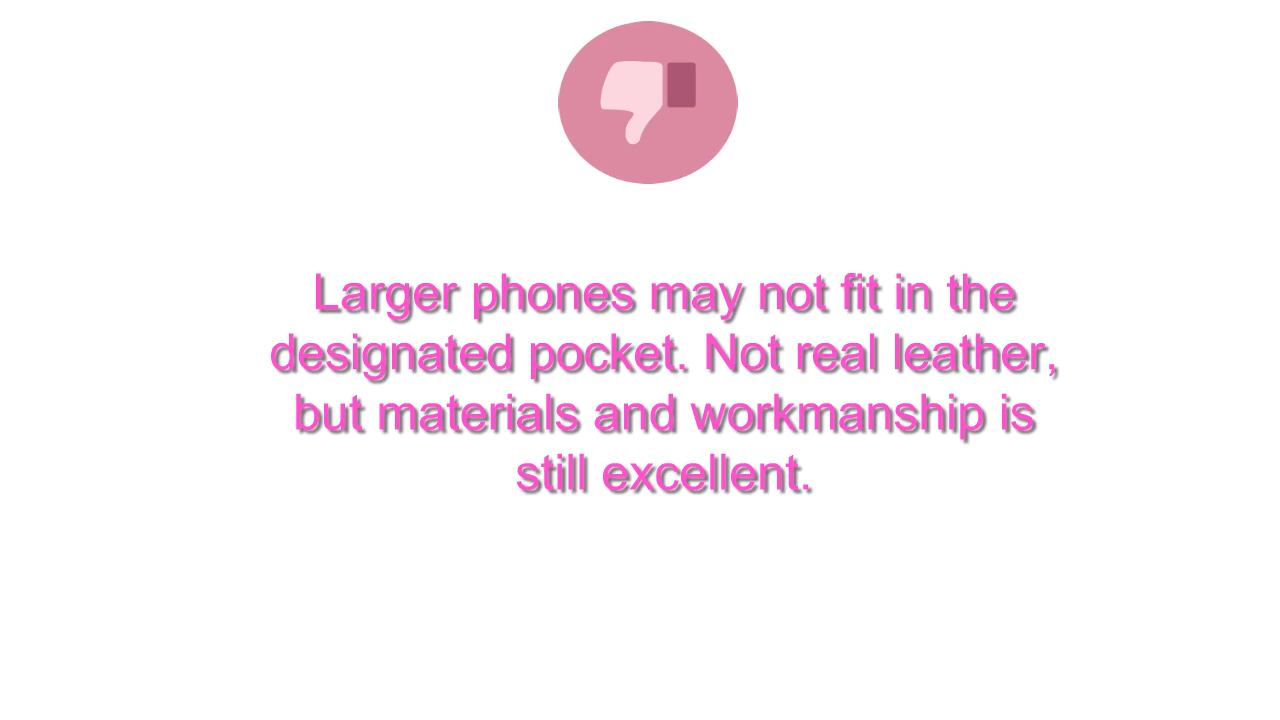 Larger phones may not fit in the
designated pocket. Not real leather,
but materials and workmanship is
still excellent.